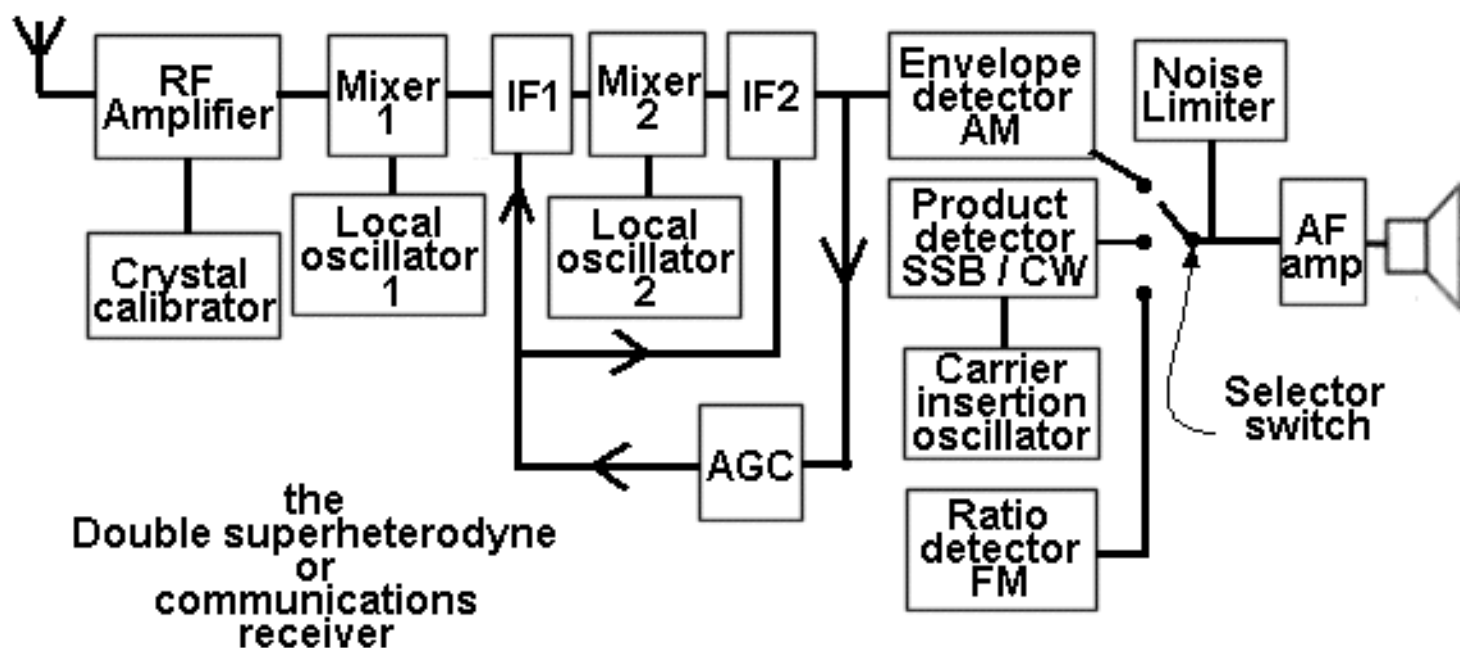 RF
Amplifier
Mixer
1
IF1
Mixer
2
IF2
Envelope
detector
AM
Noise
Limiter
Crystal
calibrator
Local
oscillator
1
Local
oscillator
2
Product
detector
SSB / CW
AF
amp
Carrier
insertion
oscillator
Selector
switch
AGC
Ratio
detector
FM
the
Double superheterodyne
or
communications
receiver